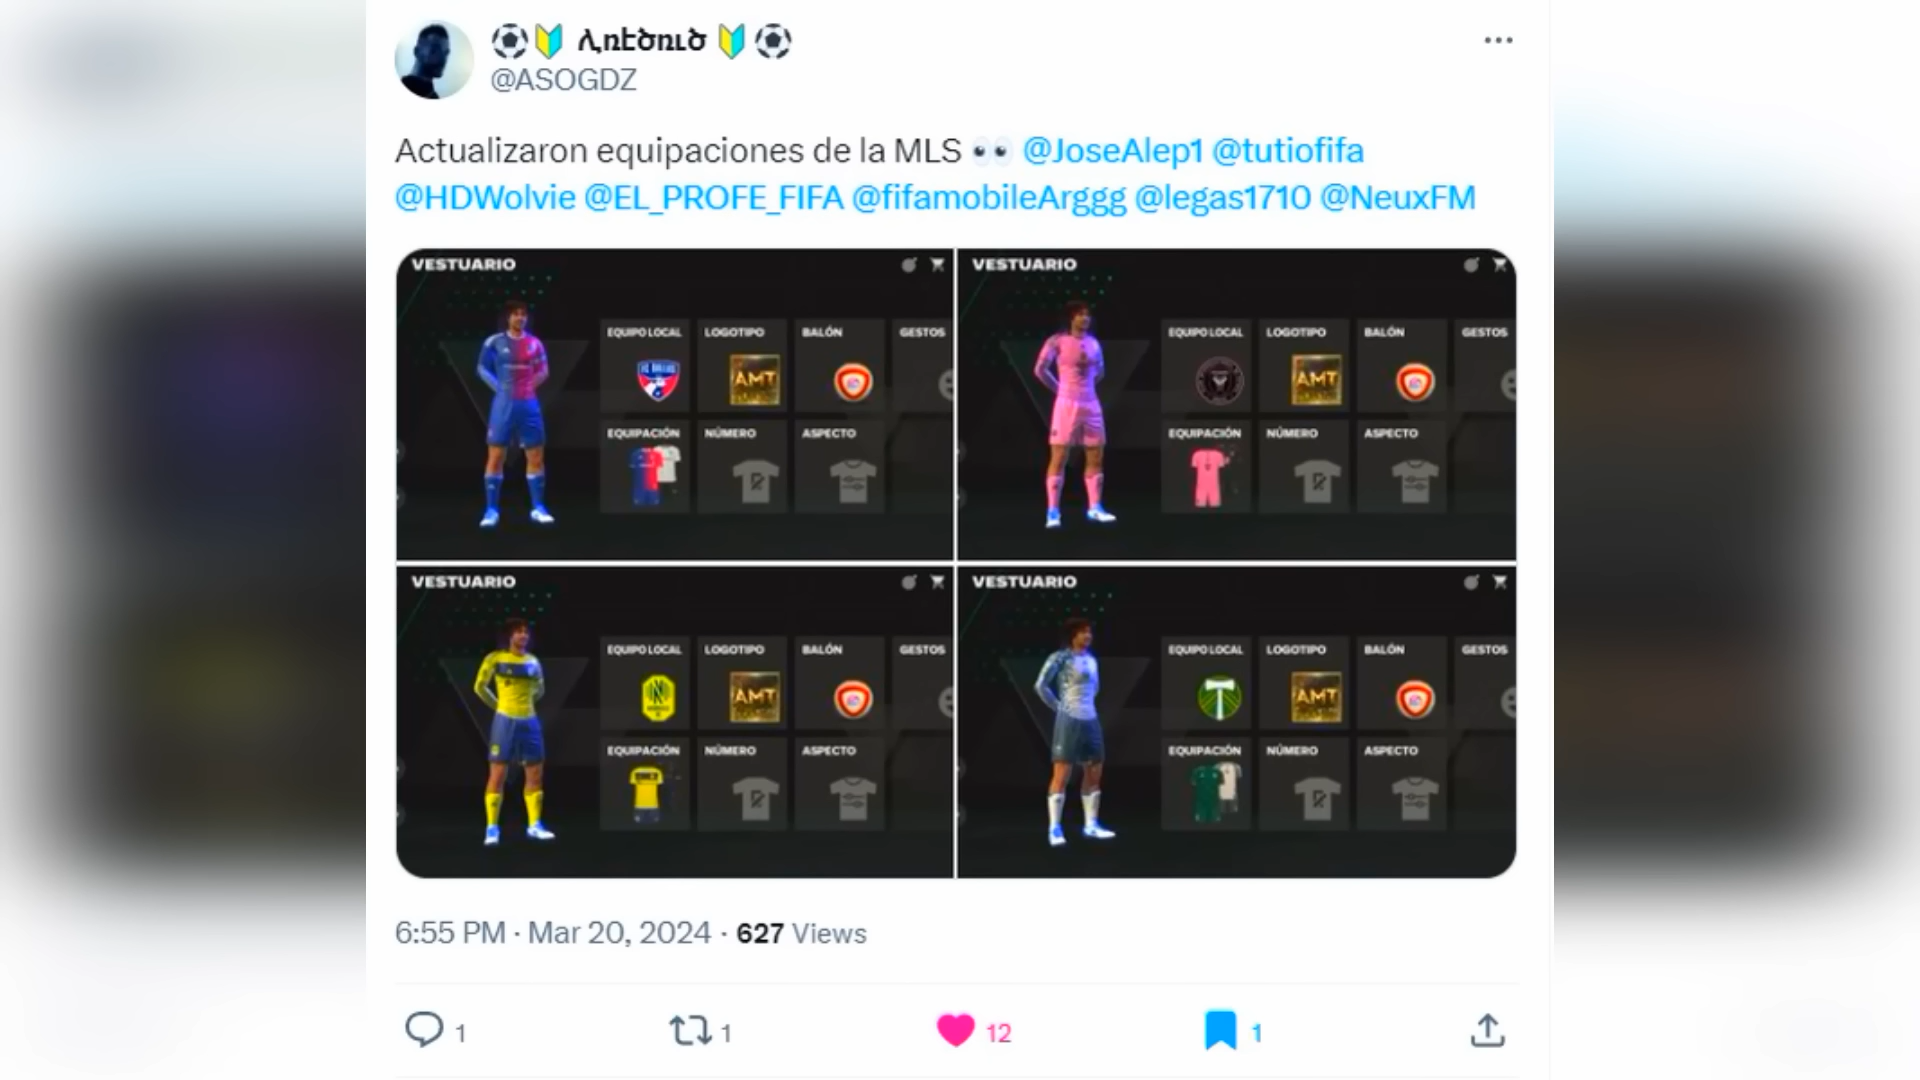 Ⲗⲛⲧծⲛⲓծ
@ASOGDZ
Actualizaron equipaciones de la MLS 👀 @JoseAlep1 @tutiofifa
@HDWolvie @EL_PROFE_FIFA @fifamobileArggg @legas1710 @NeuxFM
VESTUARIO
EQUIPO LOCAL LOGOTIPO BALÓN GESTOS
AMT
EQUIPACIÓN NÚMERO ASPECTO
VESTUARIO
EQUIPO LOCAL LOGOTIPO BALÓN GESTOS
AMT
EQUIPACIÓN NÚMERO ASPECTO
VESTUARIO
EQUIPO LOCAL LOGOTIPO BALÓN GESTOS
AMT
EQUIPACIÓN NÚMERO ASPECTO
VESTUARIO
EQUIPO LOCAL LOGOTIPO BALÓN GESTOS
AMT
EQUIPACIÓN NÚMERO ASPECTO
6:55 PM · Mar 20, 2024 · 627 Views
1 1 12 1